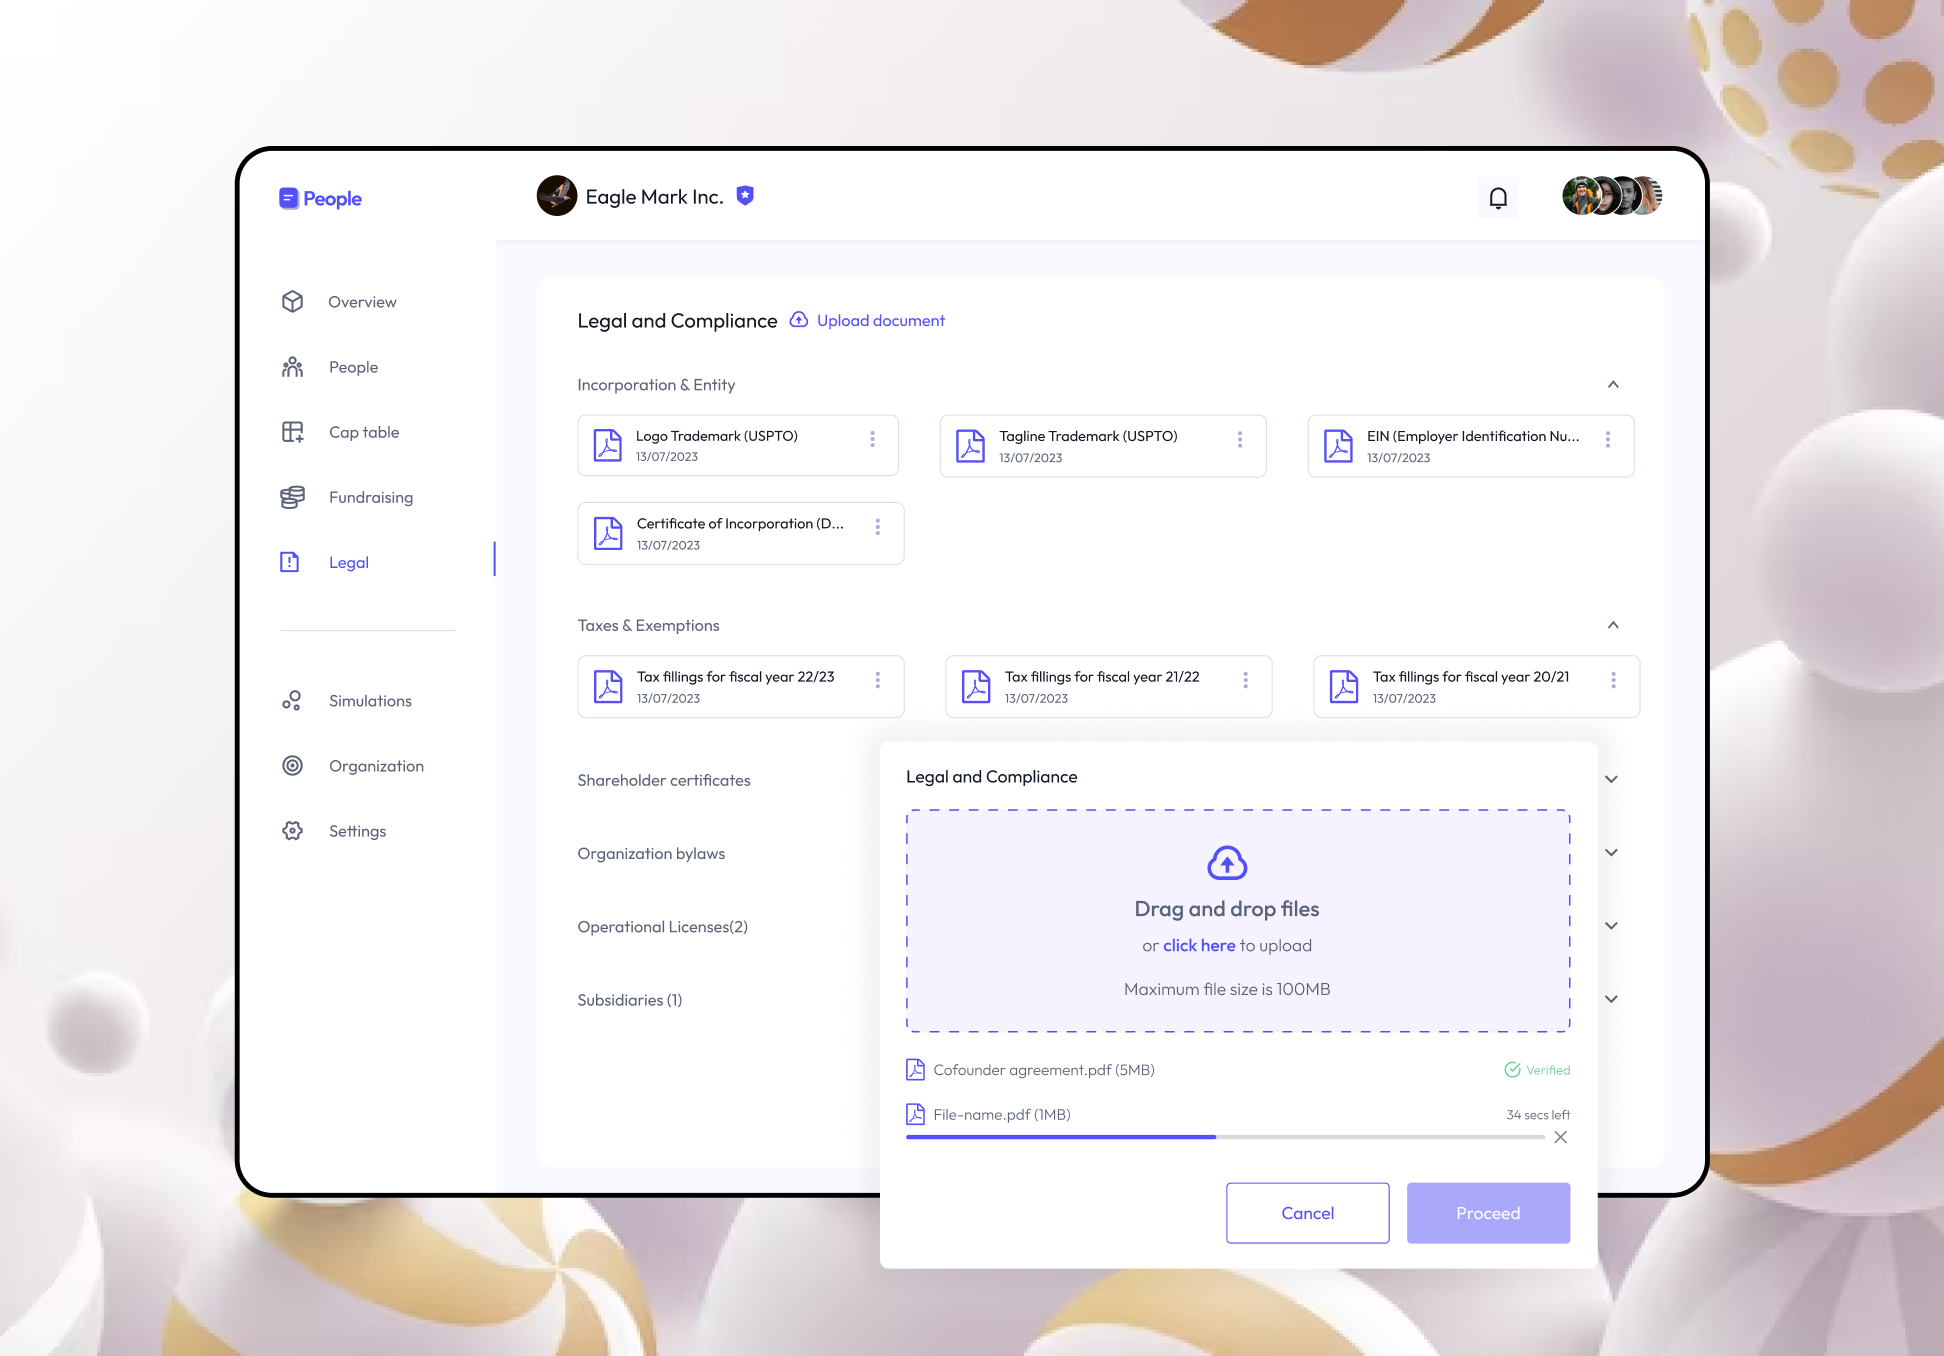 People
Eagle Mark Inc.
Overview
People
Cap table
Fundraising
Legal
Simulations
Organization
Settings
Legal and Compliance
Upload document
Incorporation & Entity
Logo Trademark (USPTO)
13/07/2023
Tagline Trademark (USPTO)
13/07/2023
EIN (Employer Identification Nu...
13/07/2023
Certificate of Incorporation (D...
13/07/2023
Taxes & Exemptions
Tax fillings for fiscal year 22/23
13/07/2023
Tax fillings for fiscal year 21/22
13/07/2023
Tax fillings for fiscal year 20/21
13/07/2023
Shareholder certificates
Organization bylaws
Operational Licenses(2)
Subsidiaries (1)
Legal and Compliance
Drag and drop files
or click here to upload
Maximum file size is 100MB
Cofounder agreement.pdf (5MB)
Verified
File-name.pdf (1MB)
34 secs left
Cancel
Proceed